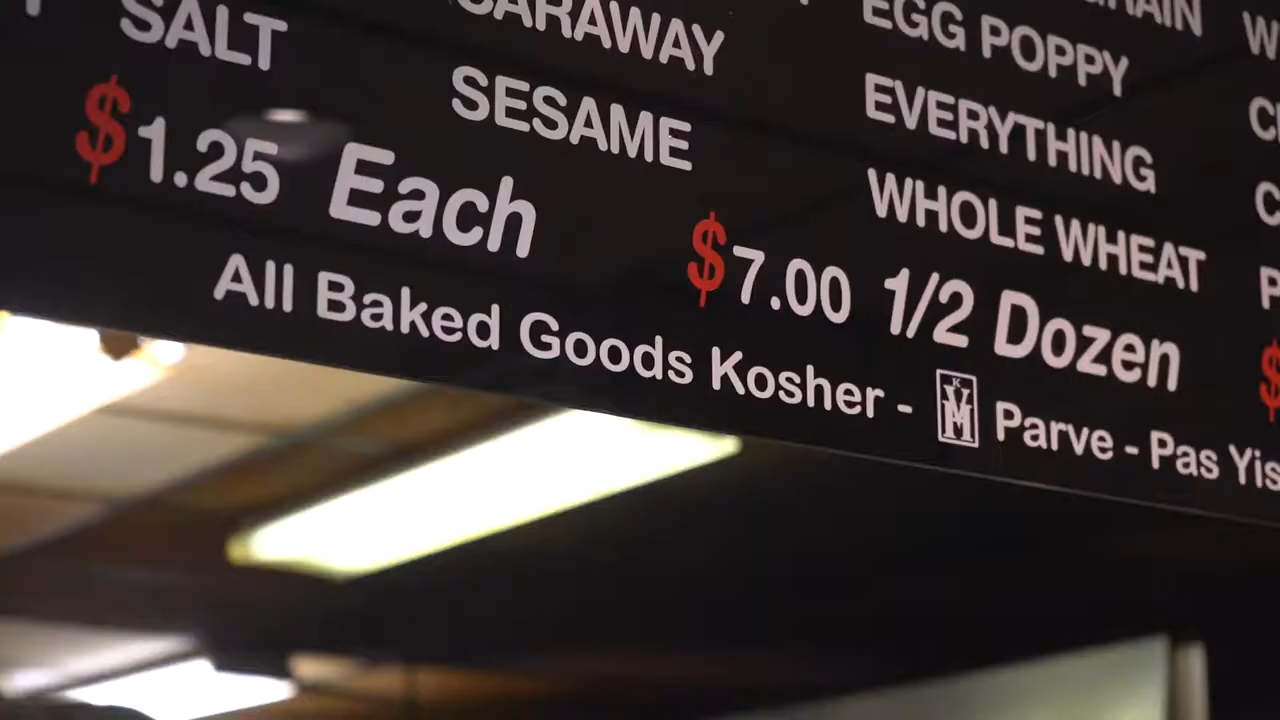 SALT
CARAWAY
EGG POPPY
SESAME
EVERYTHING
WHOLE WHEAT
$1.25 Each
$7.00 1/2 Dozen
All Baked Goods Kosher - Parve - Pas